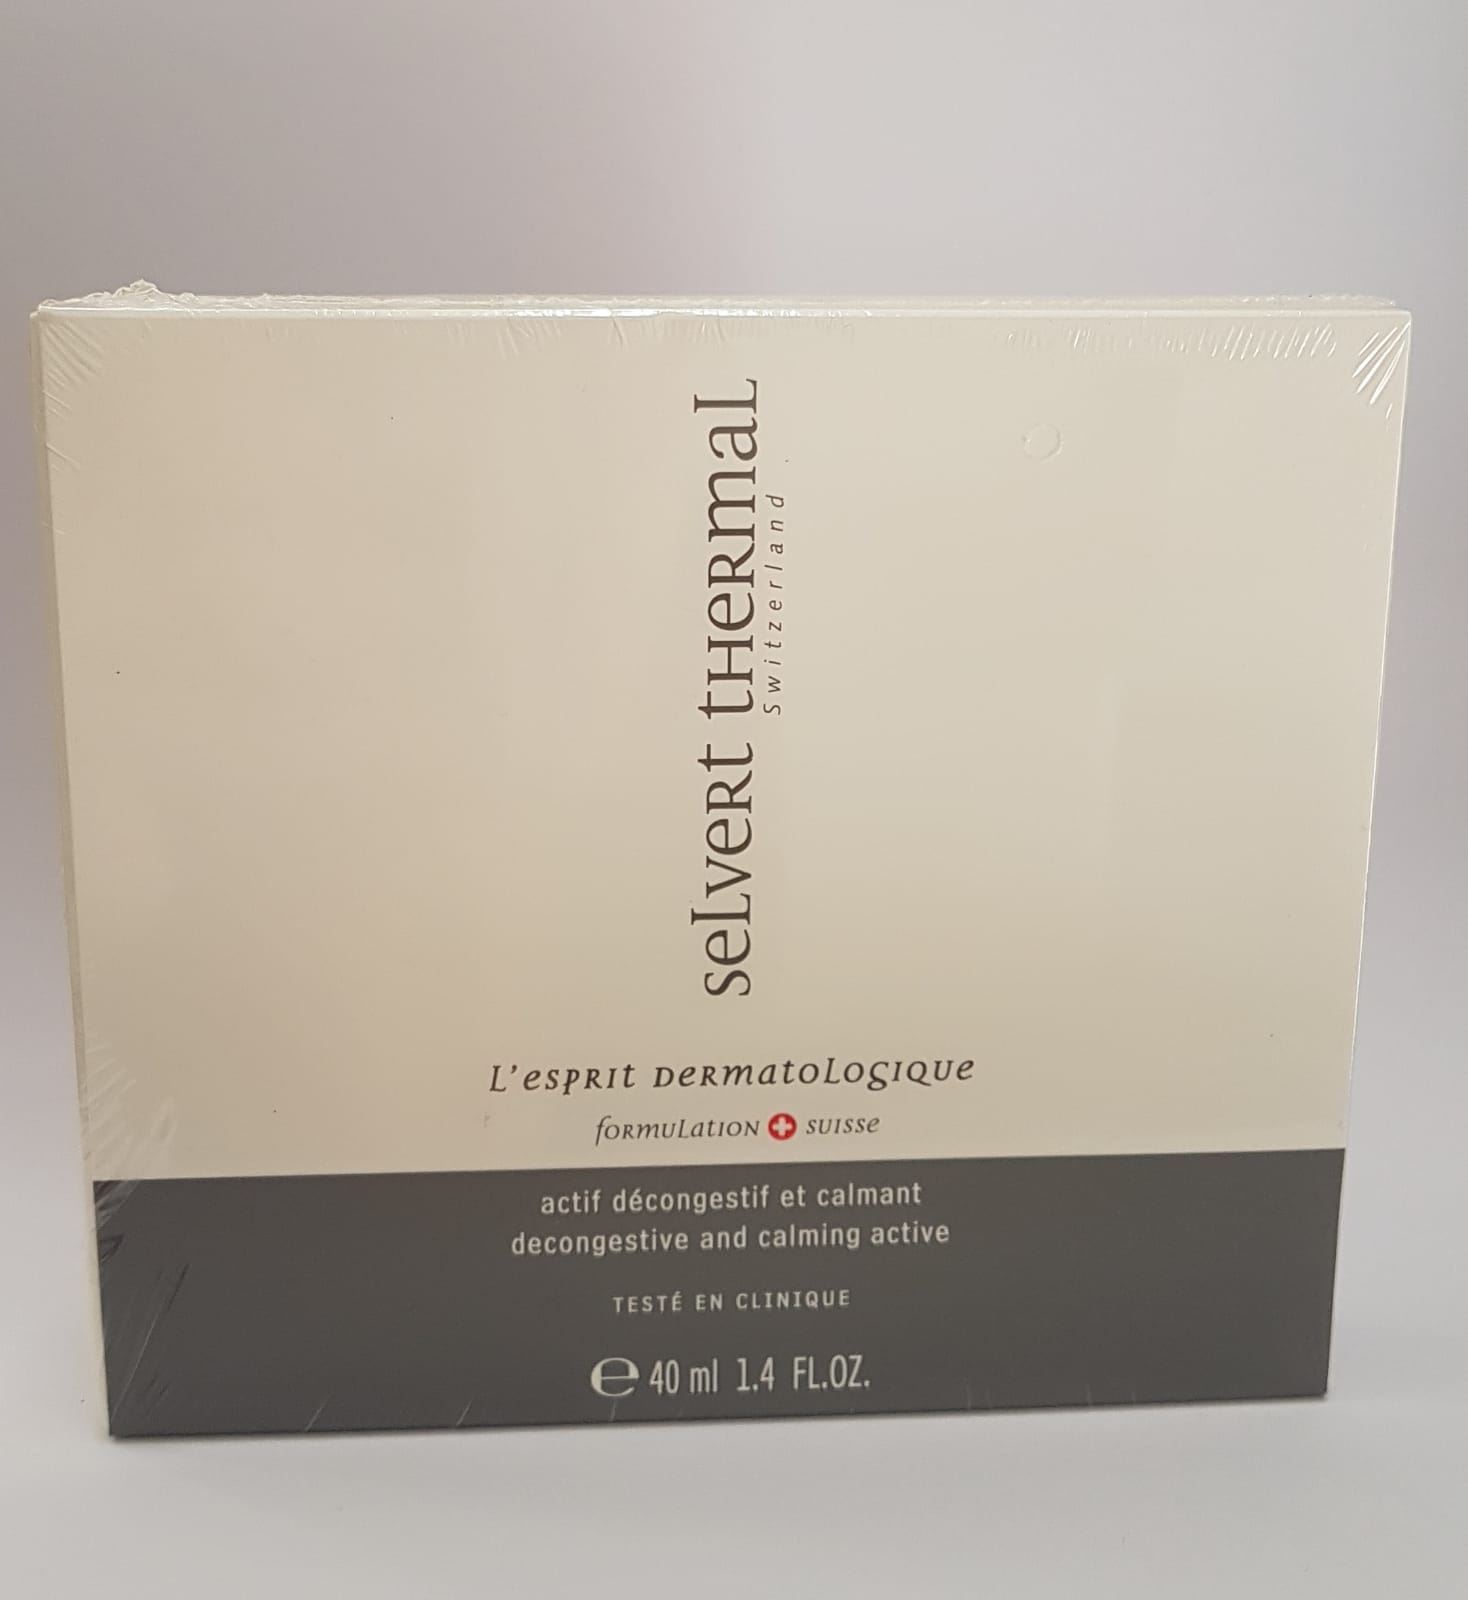 seLveRt tHeRmaL
Switzerland
L'esPRIt DeRmatoLogIQUe
foRmuLatION + SUISSe
actif décongestif et calmant
decongestive and calming active
TESTÉ EN CLINIQUE
℮ 40 ml 1.4 FL.OZ.